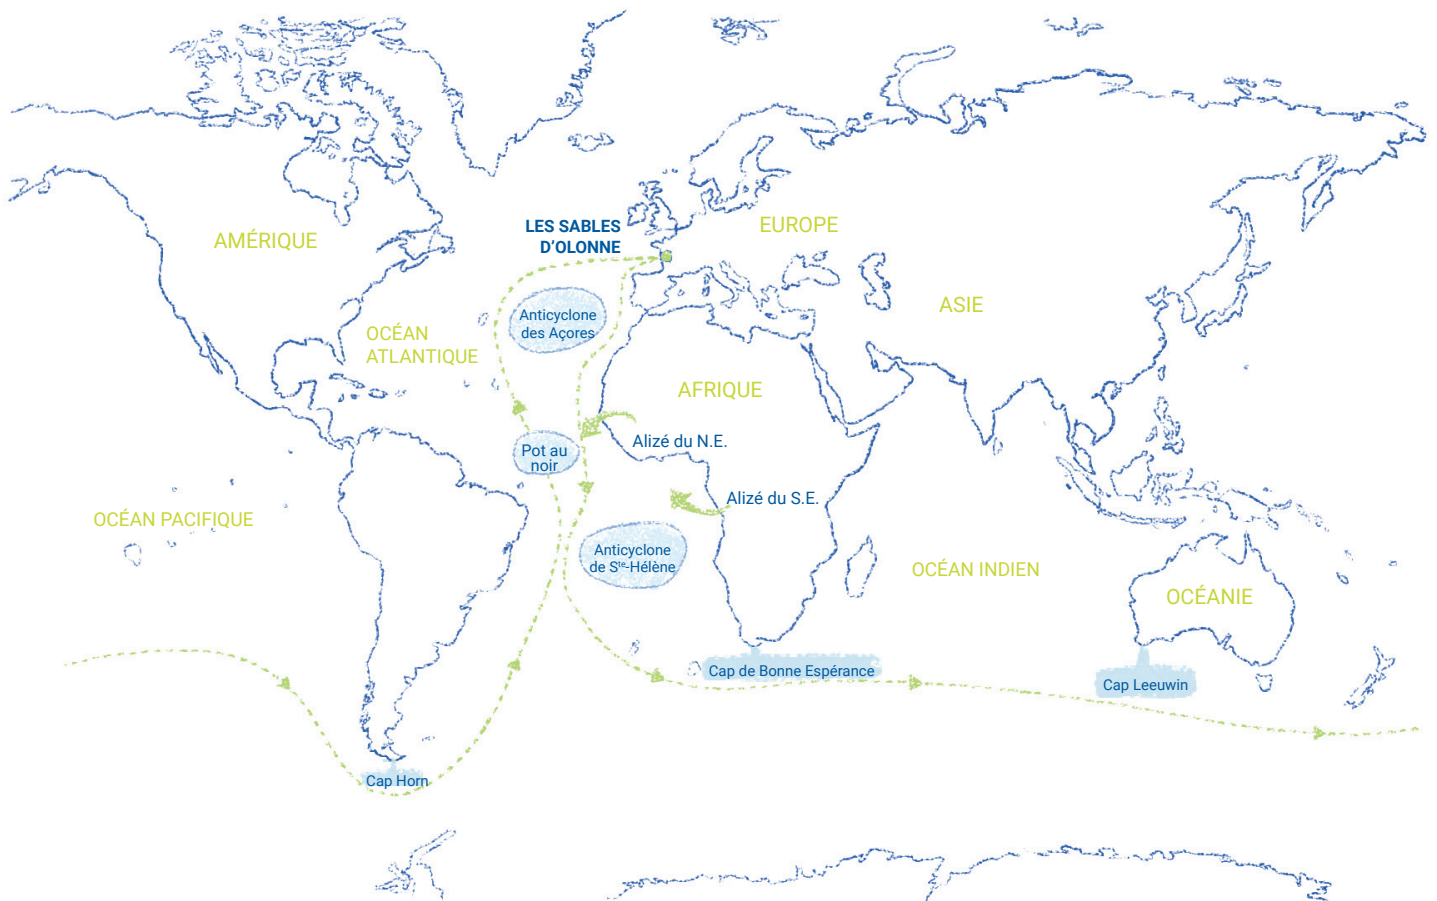 LES SABLES
D'OLONNE
EUROPE
AMÉRIQUE
ASIE
Anticyclone
des Açores
OCÉAN
ATLANTIQUE
AFRIQUE
Alizé du N.E.
Pot au
noir
Alizé du S.E.
OCÉAN PACIFIQUE
Anticyclone
de Ste-Hélène
OCÉAN INDIEN
OCÉANIE
Cap de Bonne Espérance
Cap Leeuwin
Cap Horn